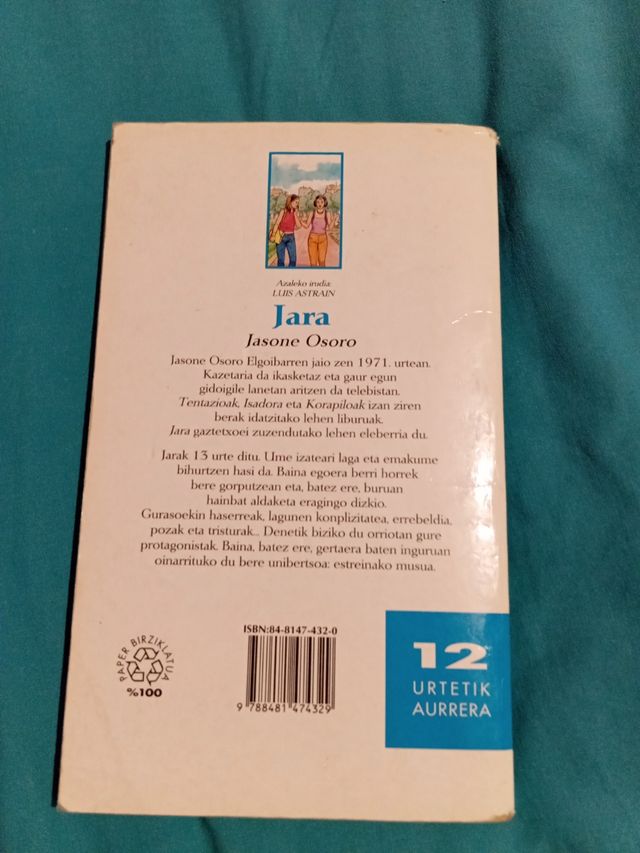 Azaleko irudia:
LUIS ASTRAIN
Jara
Jasone Osoro
Jasone Osoro Elgoibarren jaio zen 1971. urtean.
Kazetaria da ikasketaz eta gaur egun
gidoigile lanetan aritzen da telebistan.
Tentazioak, Isadora eta Korapiloak izan ziren
berak idatzitako lehen liburuak.
Jara gaztetxoei zuzendutako lehen eleberria du.
Jarak 13 urte ditu. Ume izateari laga eta emakume
bihurtzen hasi da. Baina egoera berri horrek
bere gorputzean eta, batez ere, buruan
hainbat aldaketa eragingo dizkio.
Gurasoekin haserreak, lagunen konplizitatea, errebeldia,
pozak eta tristurak... Denetik biziko du orriotan gure
protagonistak. Baina, batez ere, gertaera baten inguruan
oinarrituko du bere unibertsoa: estreinako musua.
PAPER BIRZIKLATUA
%100
ISBN:84-8147-432-0
9 788481 474329
12
URTETIK
AURRERA